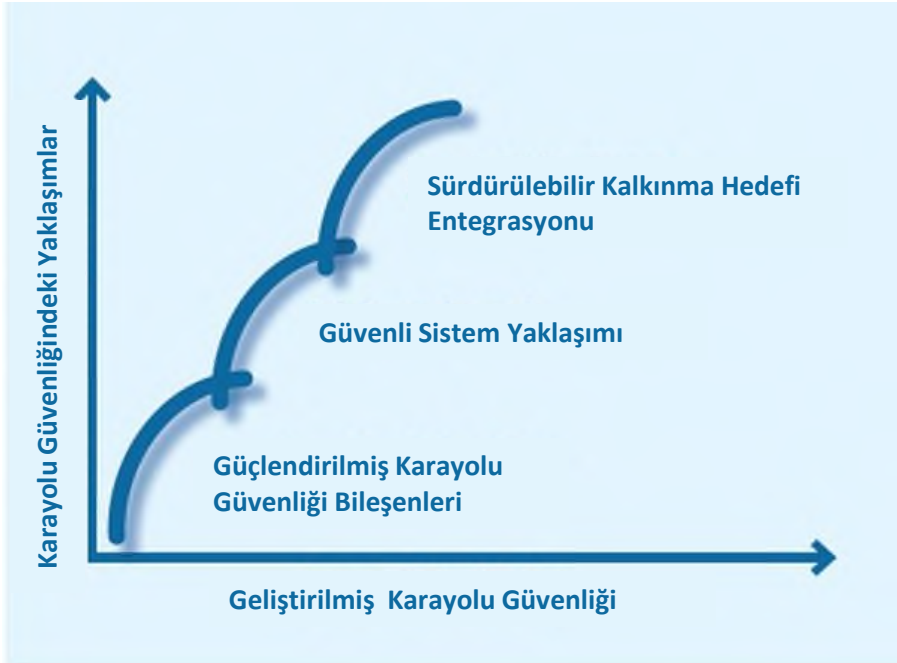 Karayolu Güvenliğindeki Yaklaşımlar
Sürdürülebilir Kalkınma Hedefi
Entegrasyonu
Güvenli Sistem Yaklaşımı
Güçlendirilmiş Karayolu
Güvenliği Bileşenleri
Geliştirilmiş  Karayolu Güvenliği